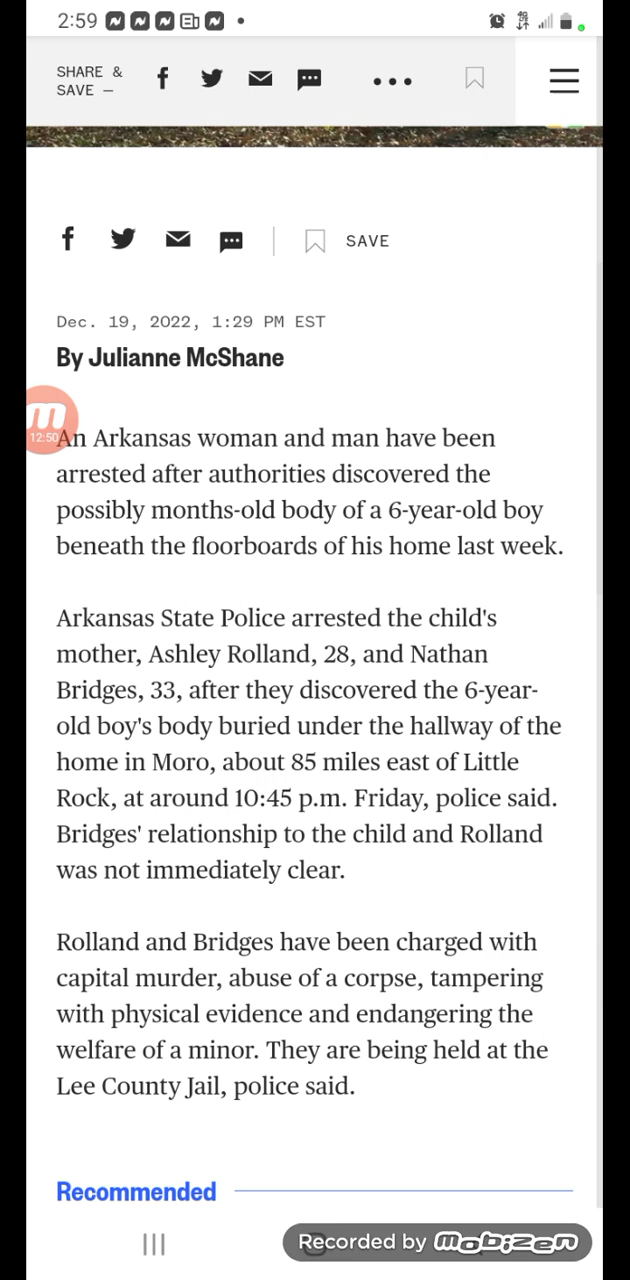 2:59
SHARE &
SAVE —
SAVE
Dec. 19, 2022, 1:29 PM EST
By Julianne McShane
12:50
An Arkansas woman and man have been
arrested after authorities discovered the
possibly months-old body of a 6-year-old boy
beneath the floorboards of his home last week.
Arkansas State Police arrested the child's
mother, Ashley Rolland, 28, and Nathan
Bridges, 33, after they discovered the 6-year-
old boy's body buried under the hallway of the
home in Moro, about 85 miles east of Little
Rock, at around 10:45 p.m. Friday, police said.
Bridges' relationship to the child and Rolland
was not immediately clear.
Rolland and Bridges have been charged with
capital murder, abuse of a corpse, tampering
with physical evidence and endangering the
welfare of a minor. They are being held at the
Lee County Jail, police said.
Recommended
Recorded by mobizen